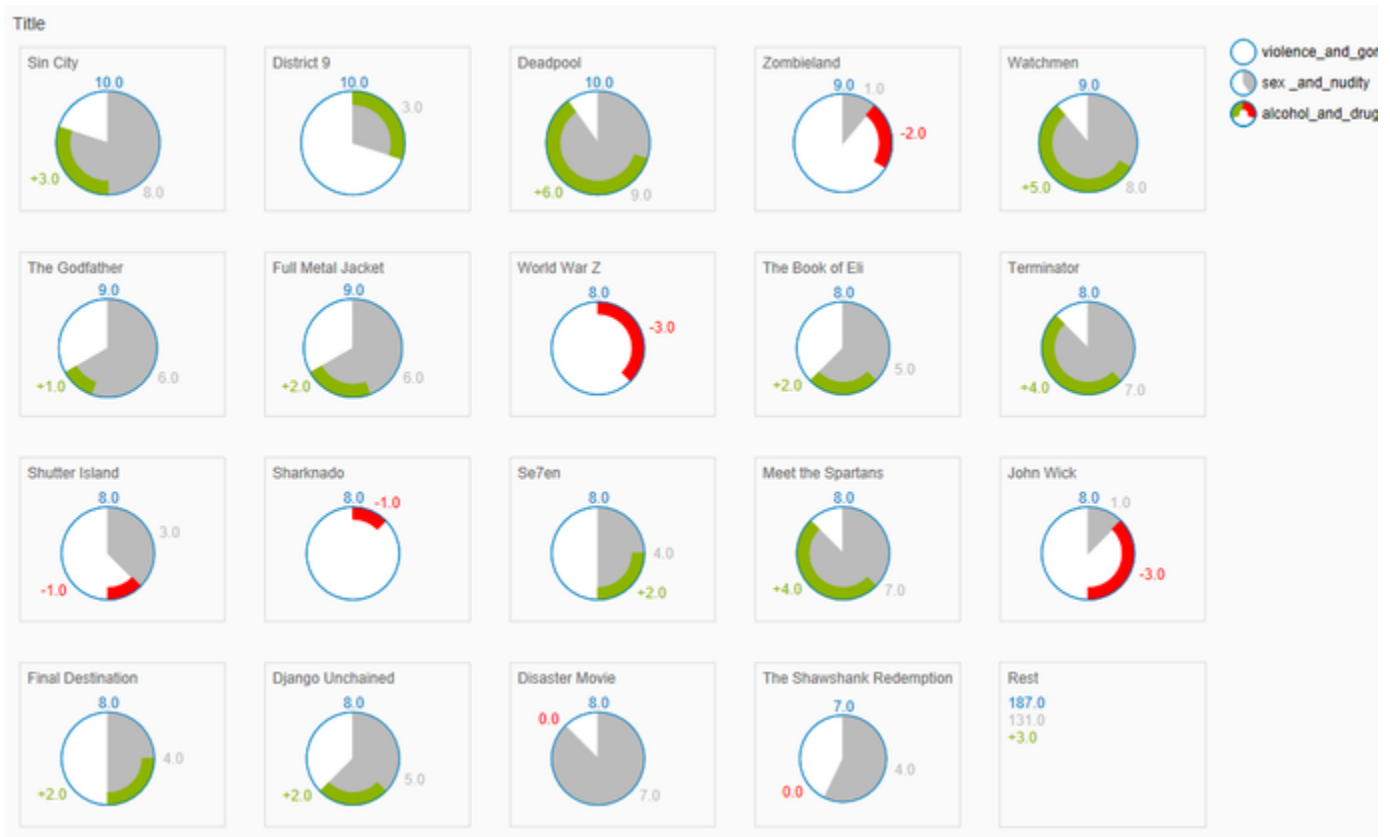 Title
Sin City
10.0
+3.0
8.0
District 9
10.0
3.0
Deadpool
10.0
+6.0
9.0
Zombieland
9.0 1.0
-2.0
Watchmen
9.0
+5.0
8.0
violence_and_gor
sex _and_nudity
alcohol_and_drug
The Godfather
9.0
+1.0
6.0
Full Metal Jacket
9.0
+2.0
6.0
World War Z
8.0
-3.0
The Book of Eli
8.0
+2.0
5.0
Terminator
8.0
+4.0
7.0
Shutter Island
8.0
3.0
-1.0
Sharknado
8.0 -1.0
Se7en
8.0
4.0
+2.0
Meet the Spartans
8.0
+4.0
7.0
John Wick
8.0 1.0
-3.0
Final Destination
8.0
4.0
+2.0
Django Unchained
8.0
5.0
+2.0
Disaster Movie
8.0
0.0
7.0
The Shawshank Redemption
7.0
4.0
0.0
Rest
187.0
131.0
+3.0